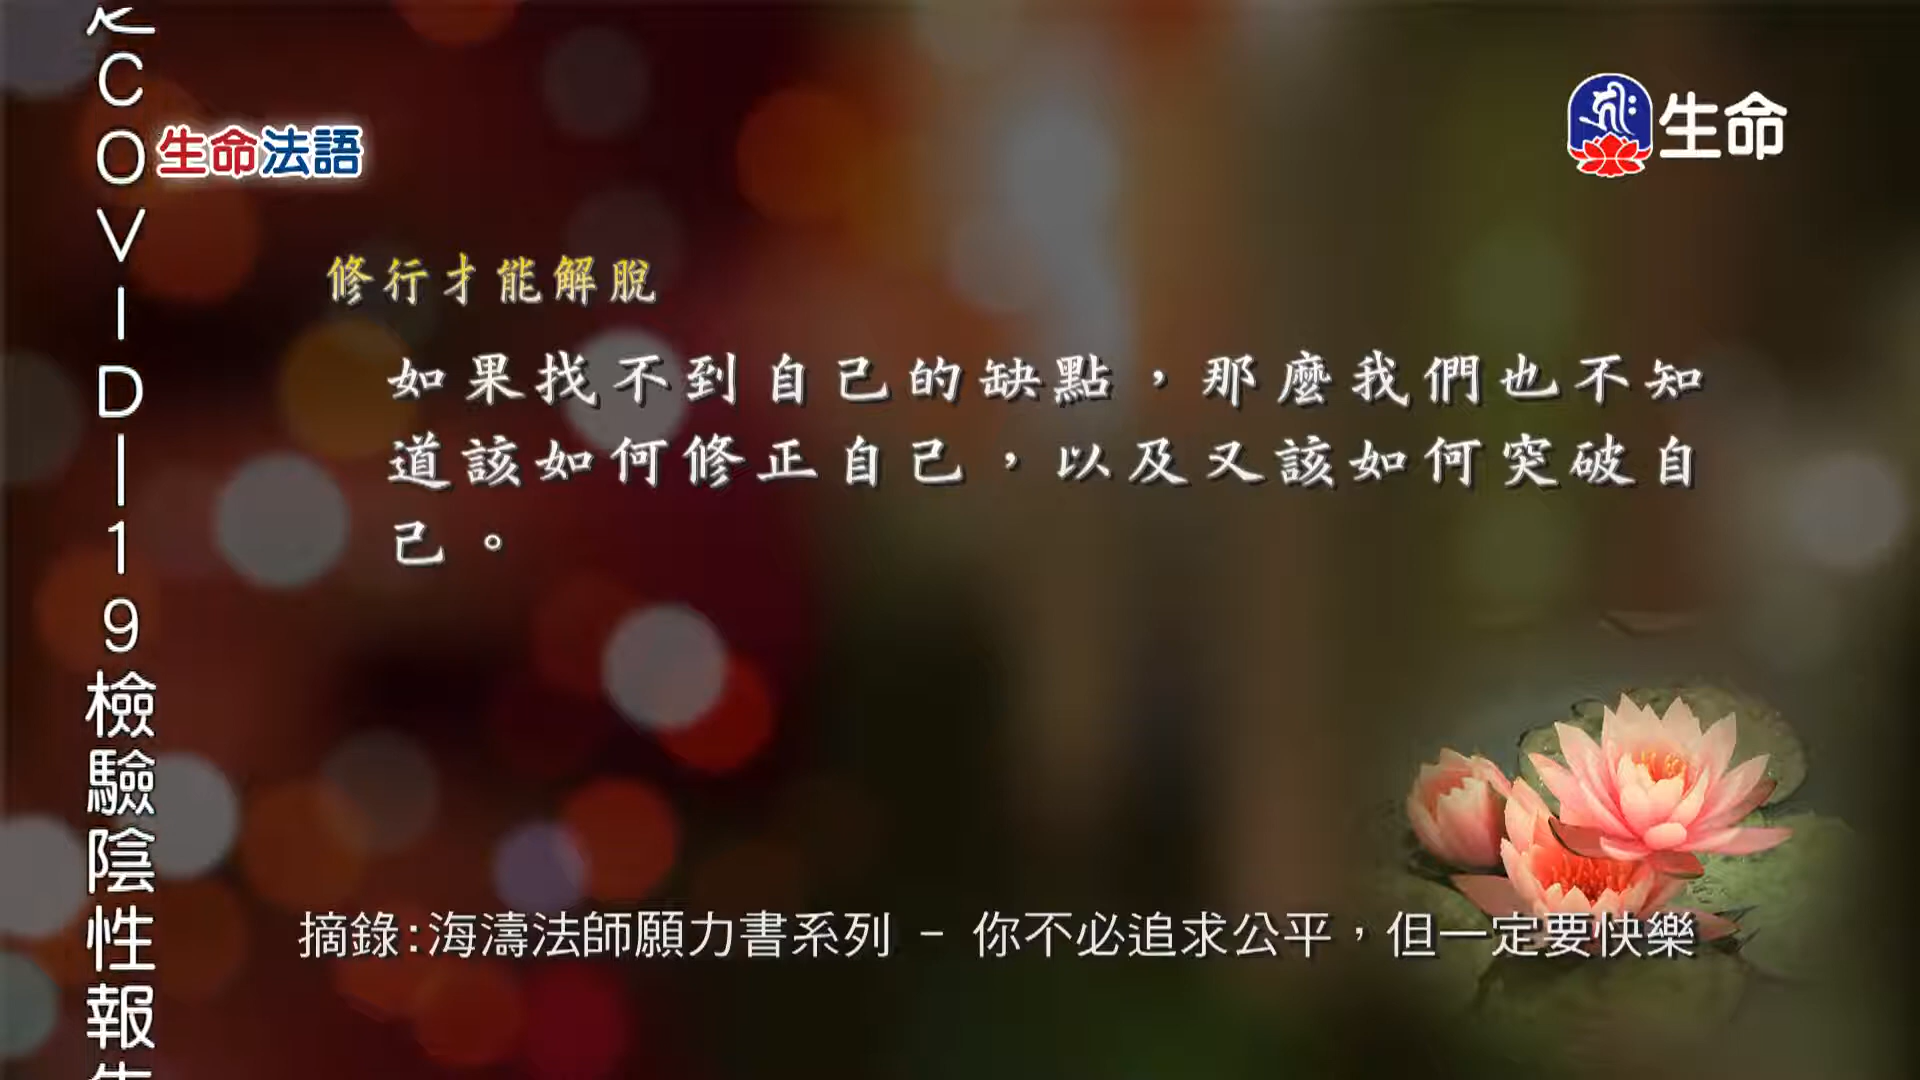 COVID-19檢驗陰性報
生命法語
生命
修行才能解脫
如果找不到自己的缺點，那麼我們也不知
道該如何修正自己，以及又該如何突破自
己。
摘錄:海濤法師願力書系列 - 你不必追求公平，但一定要快樂